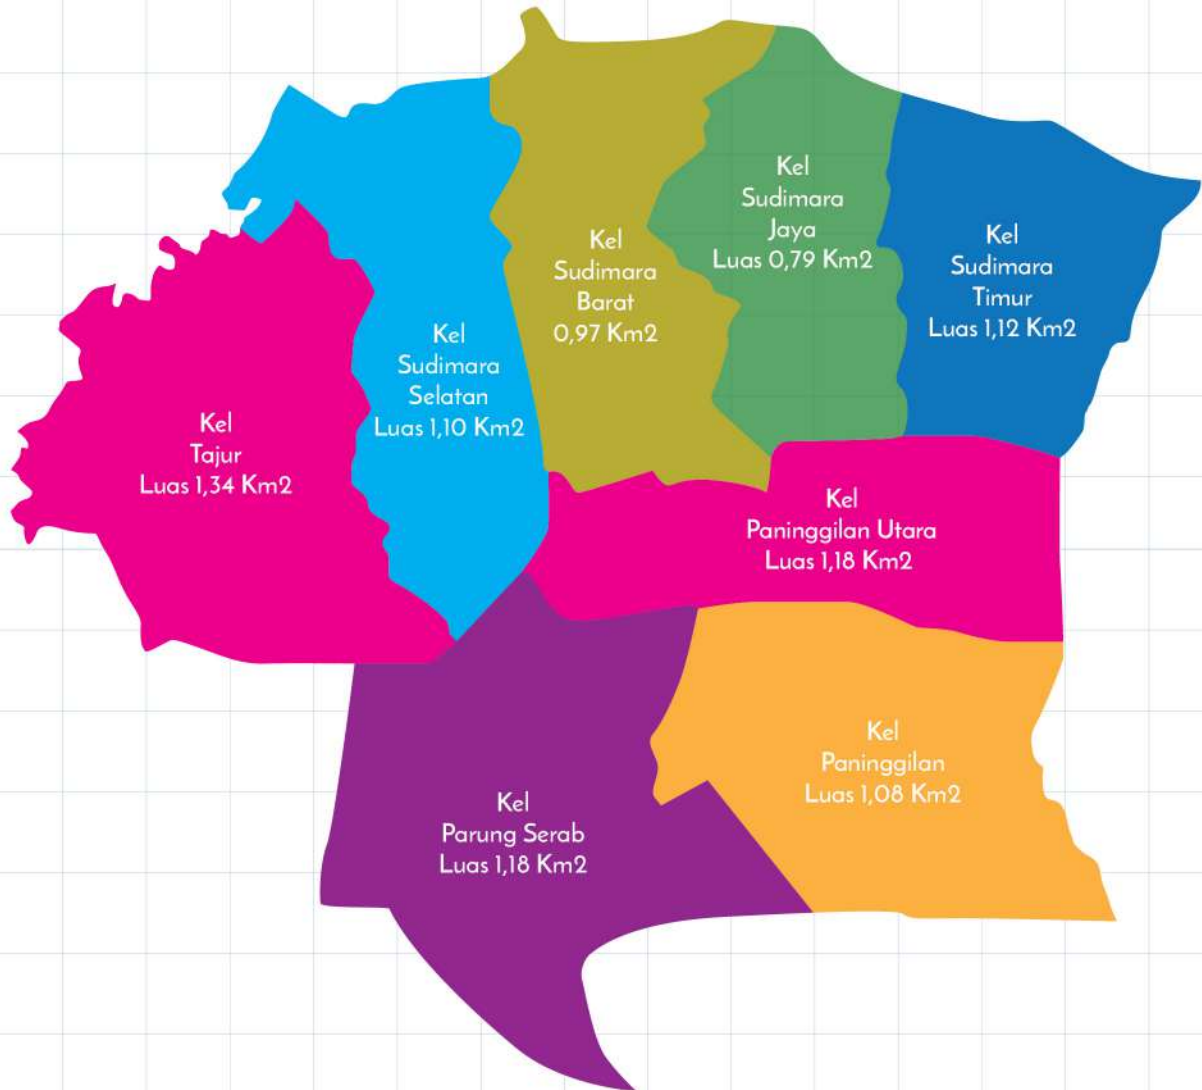 Kel
Sudimara
Jaya
Luas 0,79 Km2
Kel
Sudimara
Barat
0,97 Km2
Kel
Sudimara
Timur
Luas 1,12 Km2
Kel
Sudimara
Selatan
Luas 1,10 Km2
Kel
Tajur
Luas 1,34 Km2
Kel
Paninggilan Utara
Luas 1,18 Km2
Kel
Paninggilan
Luas 1,08 Km2
Kel
Parung Serab
Luas 1,18 Km2